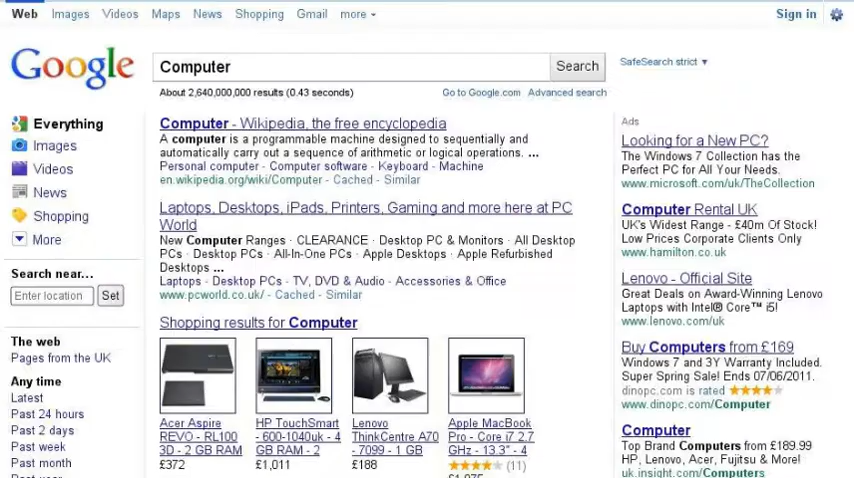 Web Images Videos Maps News Shopping Gmail more
Sign in
Google
Computer
Search
SafeSearch strict
About 2,640,000,000 results (0.43 seconds)
Go to Google.com Advanced search
Everything
Images
Videos
News
Shopping
More
Search near...
Enter location Set
The web
Pages from the UK
Any time
Latest
Past 24 hours
Past 2 days
Past week
Past month
Computer - Wikipedia, the free encyclopedia
A computer is a programmable machine designed to sequentially and
automatically carry out a sequence of arithmetic or logical operations. ...
Personal computer - Computer software - Keyboard - Machine
en.wikipedia.org/wiki/Computer - Cached - Similar
Laptops, Desktops, iPads, Printers, Gaming and more here at PC
World
New Computer Ranges · CLEARANCE · Desktop PC & Monitors · All Desktop
PCs · Desktop PCs · All-In-One PCs · Apple Desktops · Apple Refurbished
Desktops ...
Laptops - Desktop PCs - TV, DVD & Audio - Accessories & Office
www.pcworld.co.uk/ - Cached - Similar
Shopping results for Computer
Acer Aspire
REVO - RL100
3D - 2 GB RAM
£372
HP TouchSmart
- 600-1040uk - 4
GB RAM - 2
£1,011
Lenovo
ThinkCentre A70
- 7099 - 1 GB
£188
Apple MacBook
Pro - Core i7 2.7
GHz - 13.3" - 4
(11)
Ads
Looking for a New PC?
The Windows 7 Collection has the
Perfect PC for All Your Needs.
www.microsoft.com/uk/TheCollection
Computer Rental UK
UK's Widest Range - £40m Of Stock!
Low Prices Corporate Clients Only
www.hamilton.co.uk
Lenovo - Official Site
Great Deals on Award-Winning Lenovo
Laptops with Intel® Core™ i5!
www.lenovo.com/uk
Buy Computers from £169
Windows 7 and 3Y Warranty Included.
Super Spring Sale! Ends 07/06/2011.
dinopc.com is rated
www.dinopc.com/Computer
Computer
Top Brand Computers from £189.99
HP, Lenovo, Acer, Fujitsu & More!
uk.insight.com/Computers